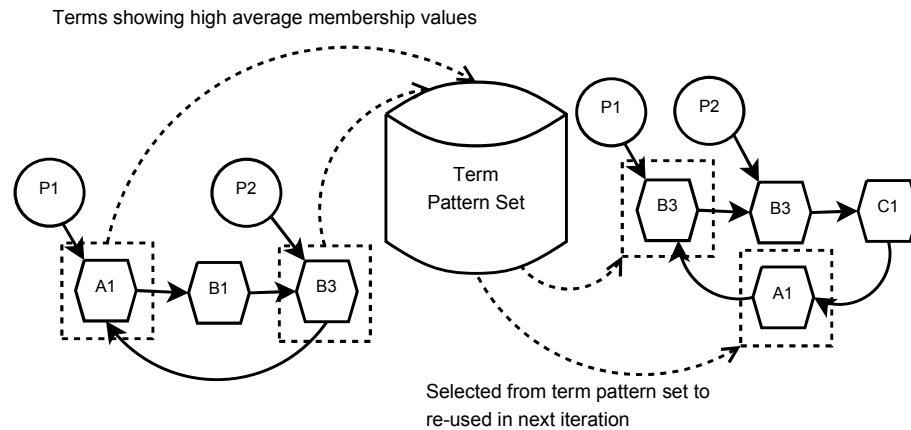 Terms showing high average membership values
P1
P2
A1
B1
B3
Term
Pattern Set
P1
P2
B3
B3
C1
A1
Selected from term pattern set to
re-used in next iteration